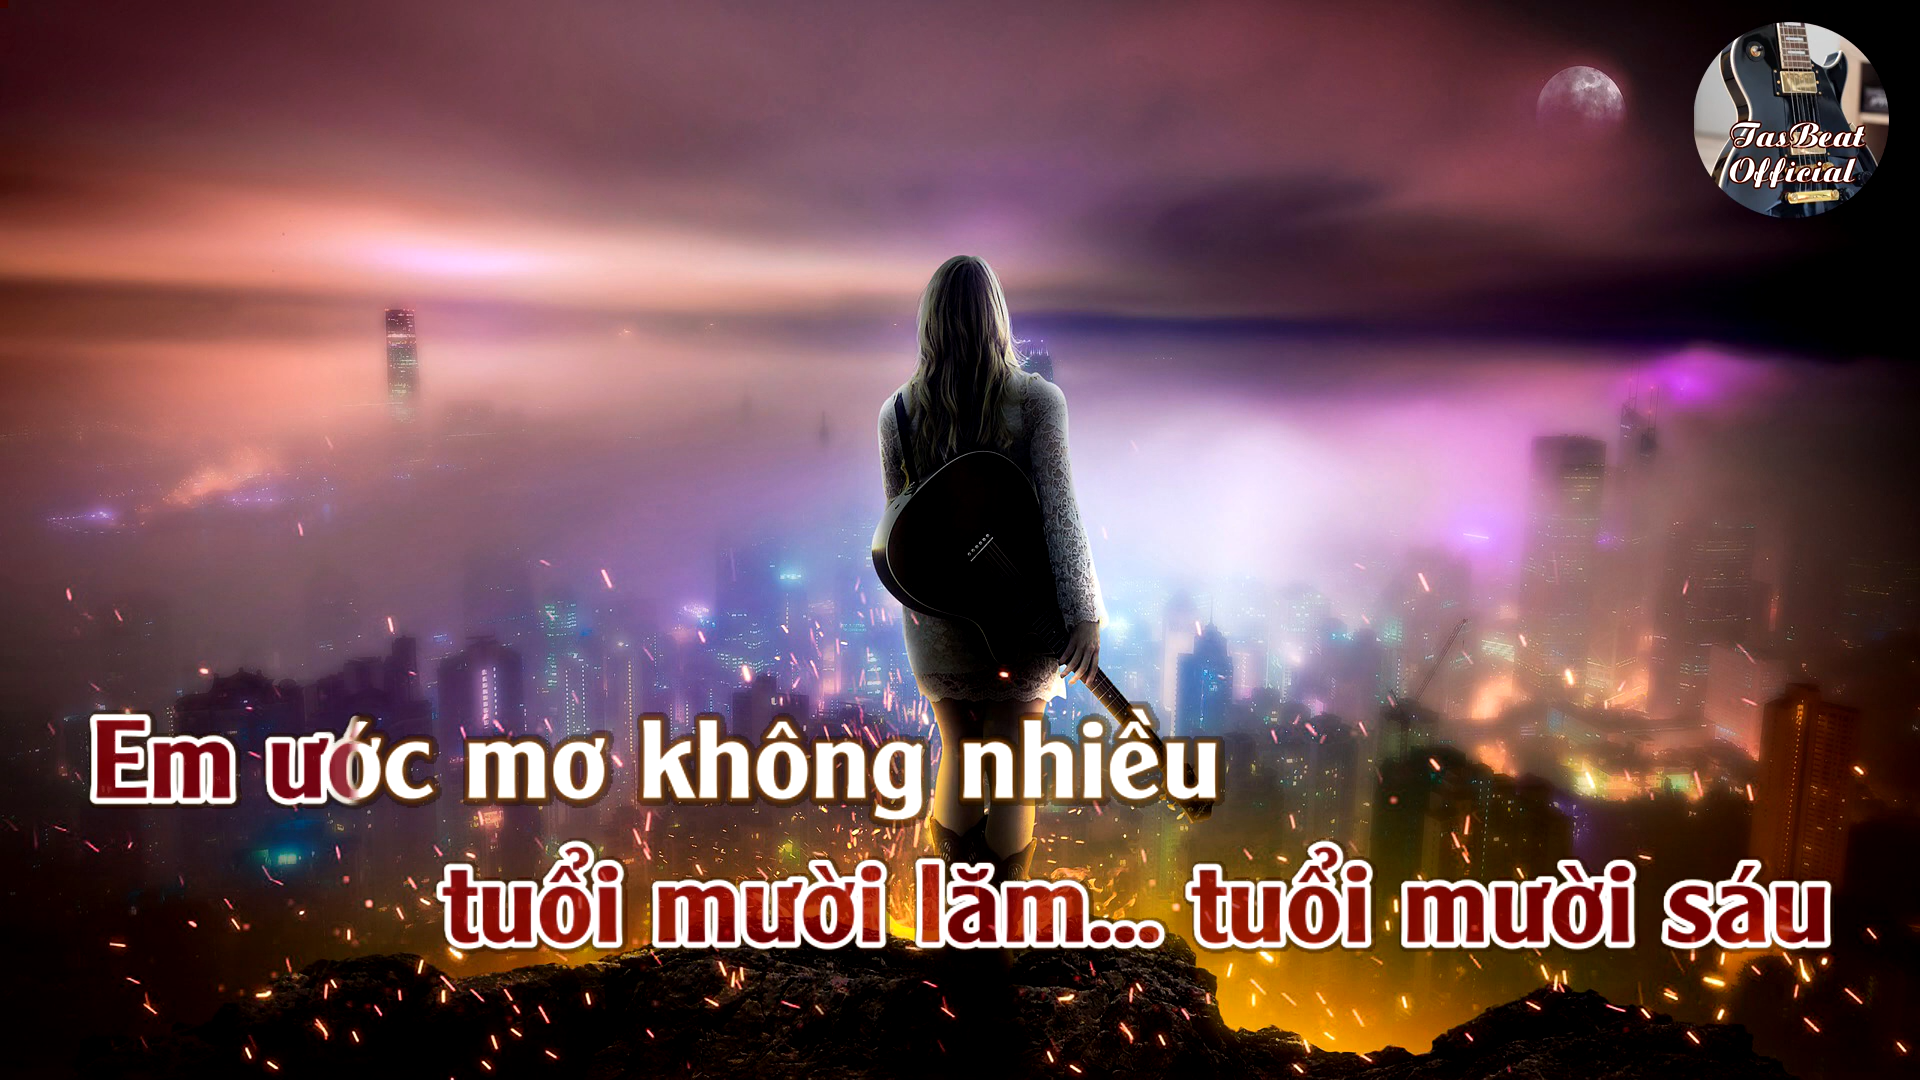 TasBeat
Official
Em ước mơ không nhiều
tuổi mười lăm... tuổi mười sáu